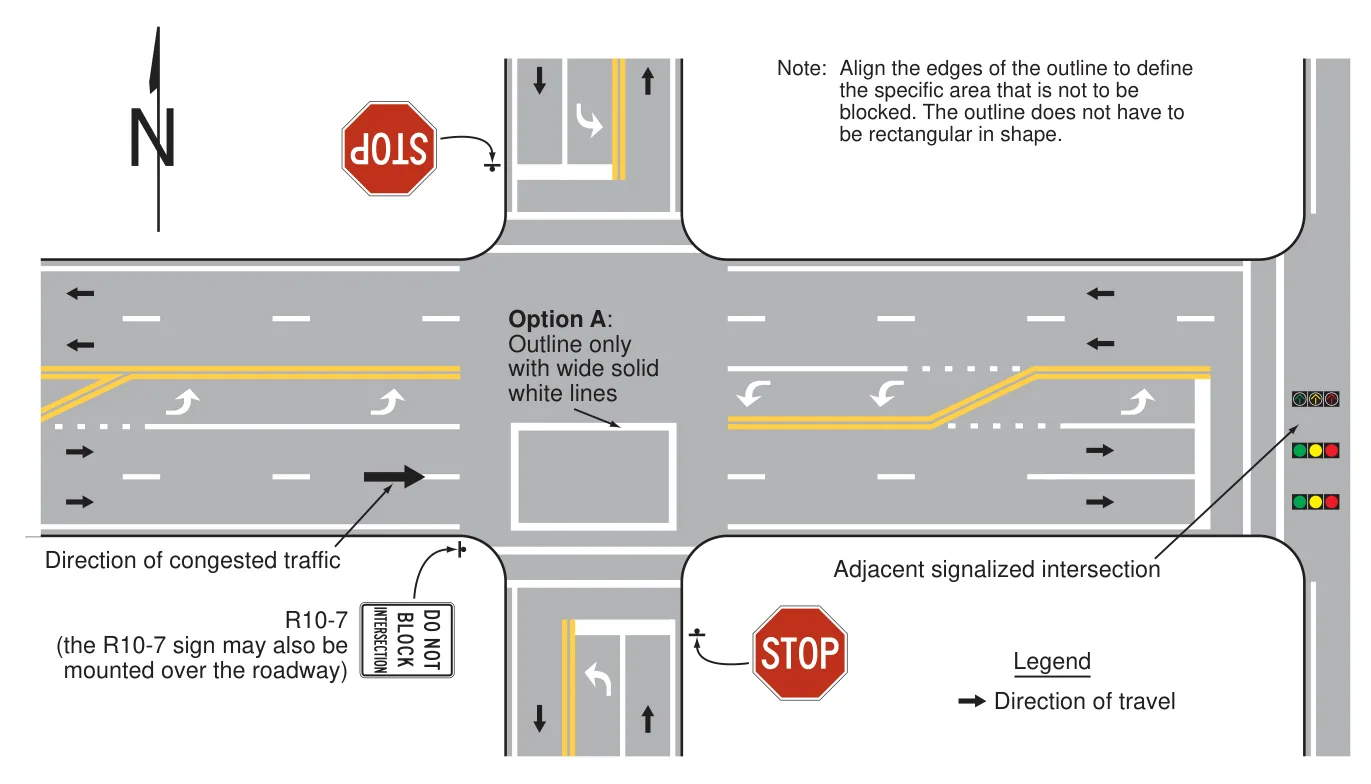 Note: Align the edges of the outline to define
the specific area that is not to be
blocked. The outline does not have to
be rectangular in shape.
N
STOP
Option A:
Outline only
with wide solid
white lines
Direction of congested traffic
Adjacent signalized intersection
R10-7
(the R10-7 sign may also be
mounted over the roadway)
DO NOT
BLOCK
INTERSECTION
STOP
Legend
Direction of travel